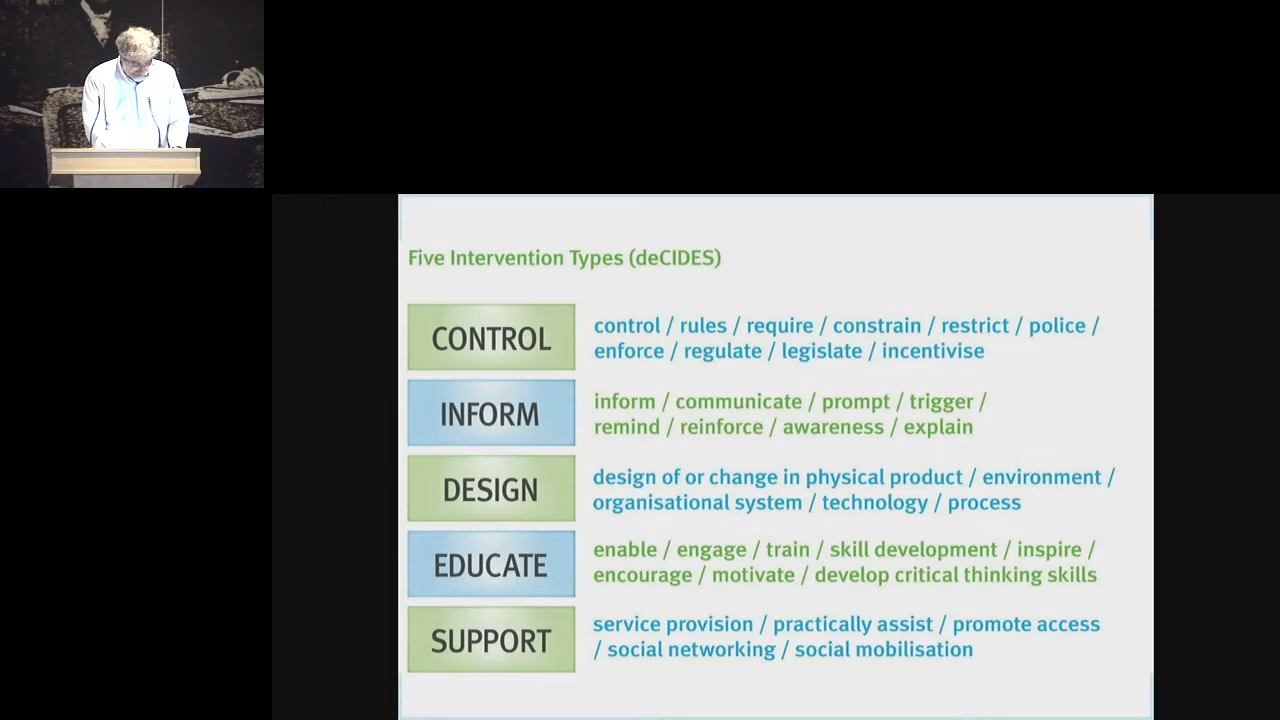 Five Intervention Types (deCIDES)
CONTROL
control / rules / require / constrain / restrict / police /
enforce / regulate / legislate / incentivise
INFORM
inform / communicate / prompt / trigger /
remind / reinforce / awareness / explain
DESIGN
design of or change in physical product / environment /
organisational system / technology / process
EDUCATE
enable / engage / train / skill development / inspire /
encourage / motivate / develop critical thinking skills
SUPPORT
service provision / practically assist / promote access
/ social networking / social mobilisation